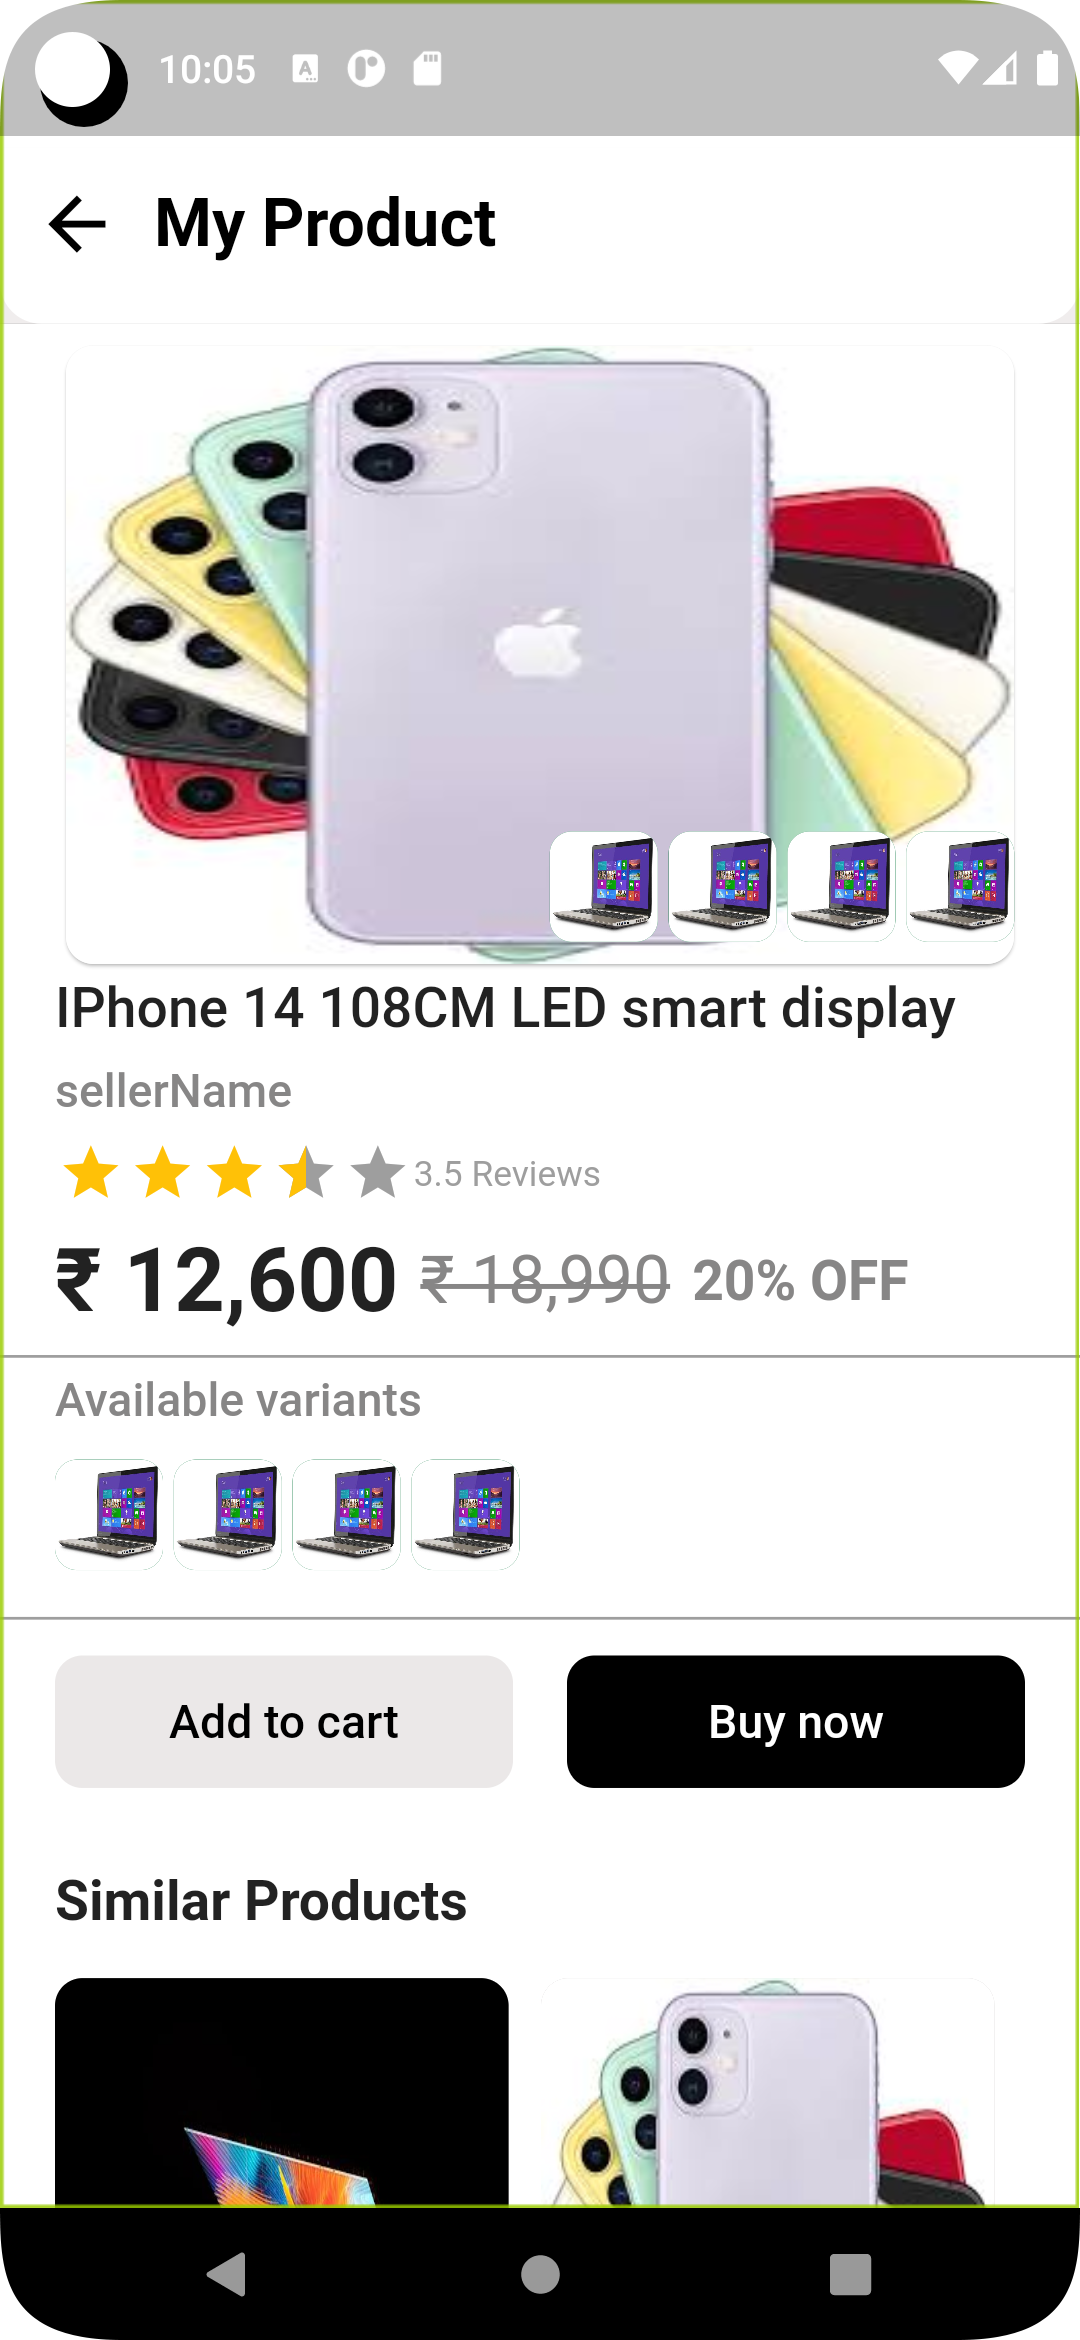 10:05
My Product
IPhone 14 108CM LED smart display
sellerName
3.5 Reviews
₹ 12,600 ₹ 18,990 20% OFF
Available variants
Add to cart
Buy now
Similar Products